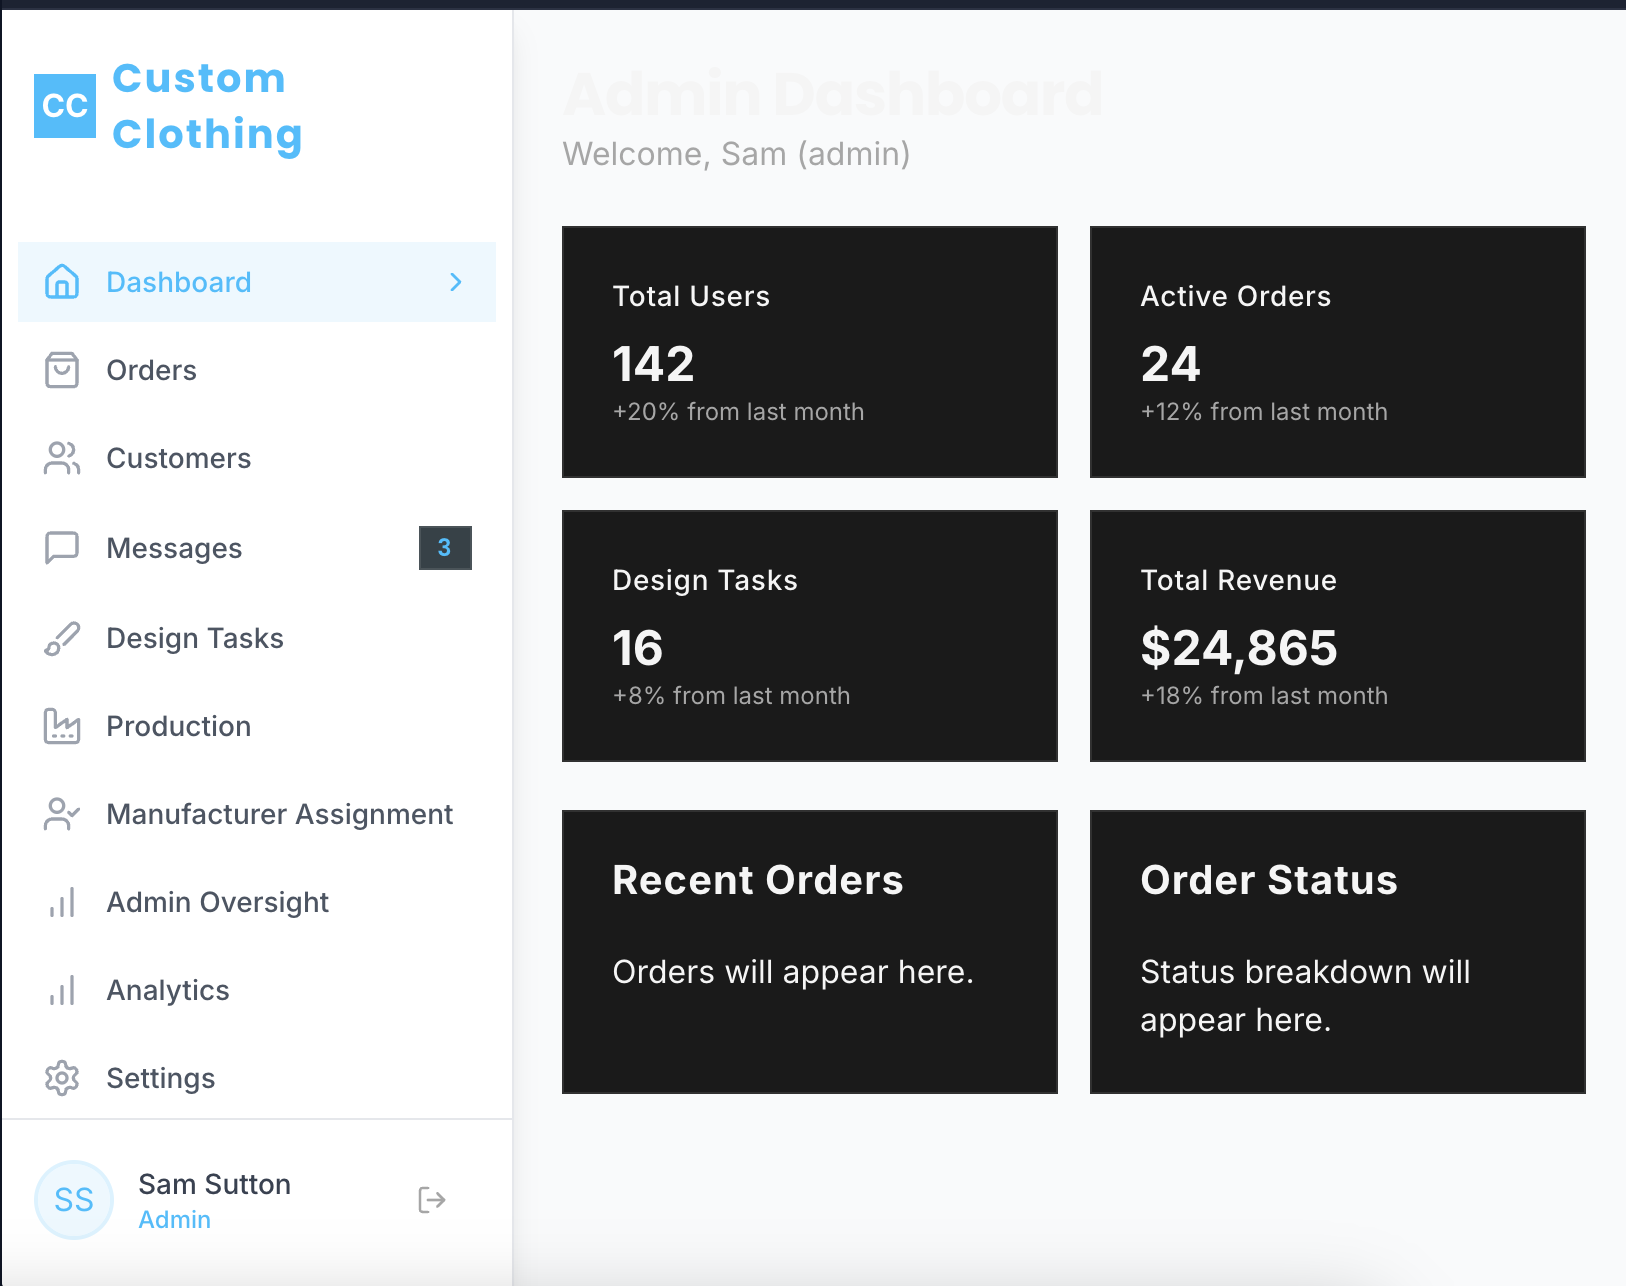 CC
Custom
Clothing
Dashboard
Orders
Customers
Messages
3
Design Tasks
Production
Manufacturer Assignment
Admin Oversight
Analytics
Settings
SS
Sam Sutton
Admin
Admin Dashboard
Welcome, Sam (admin)
Total Users
142
+20% from last month
Active Orders
24
+12% from last month
Design Tasks
16
+8% from last month
Total Revenue
$24,865
+18% from last month
Recent Orders
Orders will appear here.
Order Status
Status breakdown will
appear here.